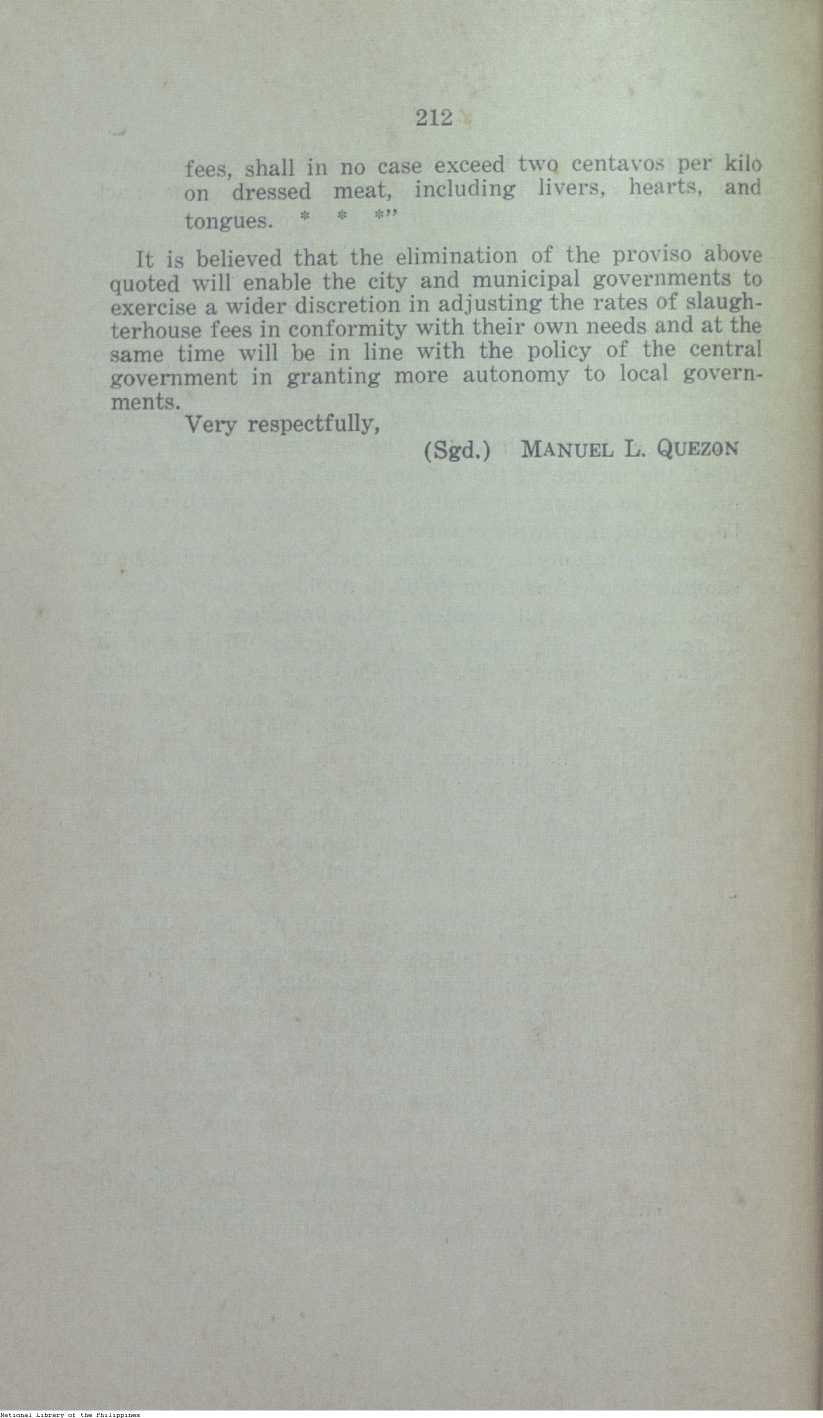 212
fees, shall in no case exceed two centavos per kilo
on dressed meat, including livers, hearts, and
tongues. * * *”
It is believed that the elimination of the proviso above
quoted will enable the city and municipal governments to
exercise a wider discretion in adjusting the rates of slaugh-
terhouse fees in conformity with their own needs and at the
same time will be in line with the policy of the central
government in granting more autonomy to local govern-
ments.
Very respectfully,
(Sgd.) MANUEL L. QUEZON
National Library of the Philippines